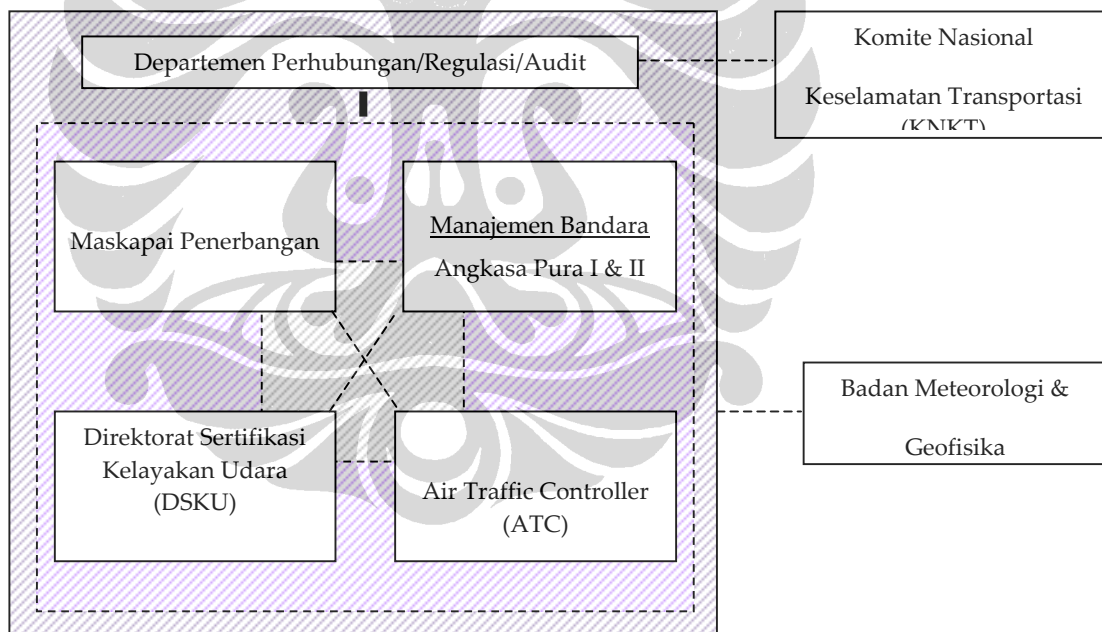 Departemen Perhubungan/Regulasi/Audit
Komite Nasional
Keselamatan Transportasi
(KNKT)
Maskapai Penerbangan
Manajemen Bandara
Angkasa Pura I & II
Direktorat Sertifikasi
Kelayakan Udara
(DSKU)
Air Traffic Controller
(ATC)
Badan Meteorologi &
Geofisika